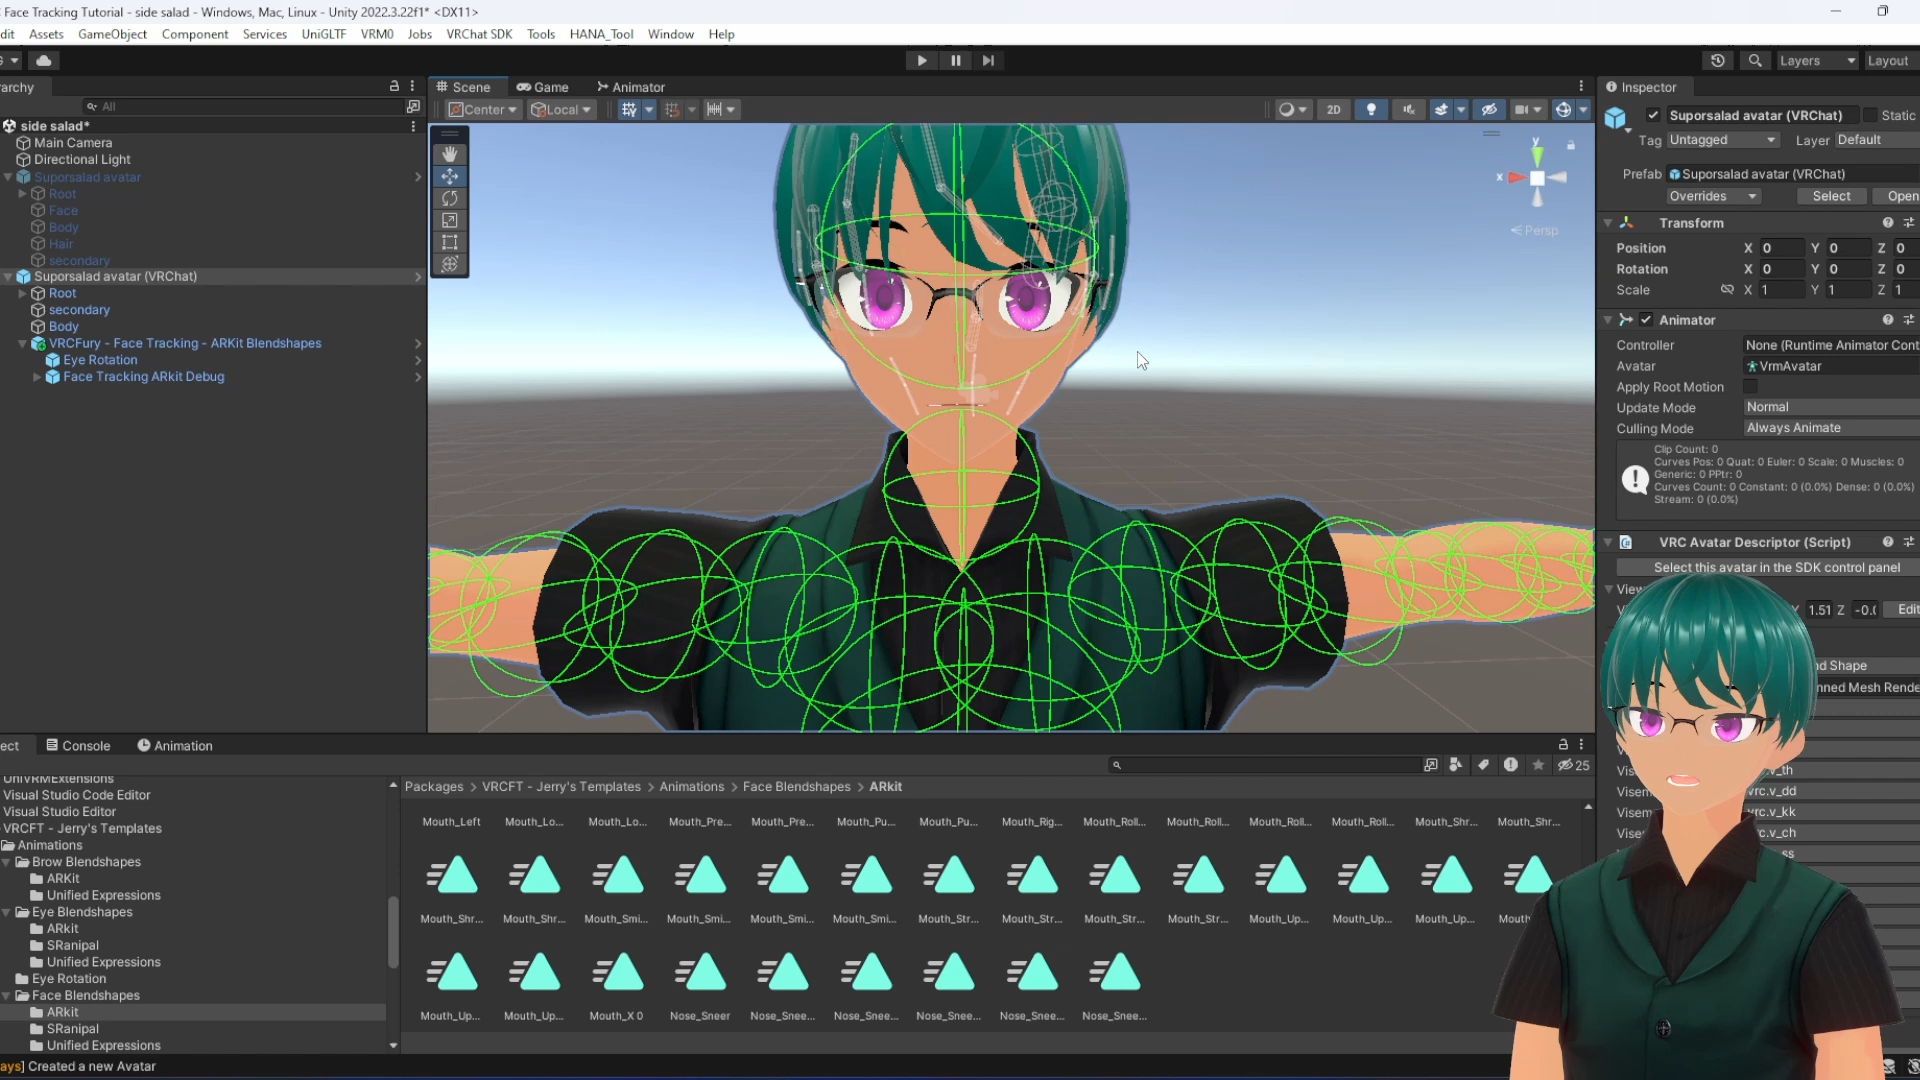 Face Tracking Tutorial - side salad - Windows, Mac, Linux - Unity 2022.3.22f1* <DX11>
dit Assets GameObject Component Services UniGLTF VRM0 Jobs VRChat SDK Tools HANA_Tool Window Help
Layers Layout
archy
All
side salad*
Main Camera
Directional Light
Suporsalad avatar
Root
Face
Body
Hair
secondary
Suporsalad avatar (VRChat)
Root
secondary
Body
VRCFury - Face Tracking - ARKit Blendshapes
Eye Rotation
Face Tracking ARkit Debug
Scene Game Animator
Center Local 2D
y
x
Persp
Inspector
Suporsalad avatar (VRChat) Static
Tag Untagged Layer Default
Prefab Suporsalad avatar (VRChat)
Overrides Select Open
Transform
Position X 0 Y 0 Z 0
Rotation X 0 Y 0 Z 0
Scale X 1 Y 1 Z 1
Animator
Controller None (Runtime Animator Cont
Avatar VrmAvatar
Apply Root Motion
Update Mode Normal
Culling Mode Always Animate
Clip Count: 0
Curves Pos: 0 Quat: 0 Euler: 0 Scale: 0 Muscles: 0
Generic: 0 PPtr: 0
Curves Count: 0 Constant: 0 (0.0%) Dense: 0 (0.0%)
Stream: 0 (0.0%)
VRC Avatar Descriptor (Script)
Select this avatar in the SDK control panel
View
Y 1.51 Z -0.( Edit
nd Shape
nned Mesh Rende
Vis v_th
Visem vrc.v_dd
Visem vrc.v_kk
Vise rc.v_ch
ss
ect Console Animation
25
UniVRMExtensions
Visual Studio Code Editor
Visual Studio Editor
VRCFT - Jerry's Templates
Animations
Brow Blendshapes
ARKit
Unified Expressions
Eye Blendshapes
ARkit
SRanipal
Unified Expressions
Eye Rotation
Face Blendshapes
ARkit
SRanipal
Unified Expressions
Packages > VRCFT - Jerry's Templates > Animations > Face Blendshapes > ARkit
Mouth_Left Mouth_Lo... Mouth_Lo... Mouth_Pre... Mouth_Pre... Mouth_Pu... Mouth_Pu... Mouth_Rig... Mouth_Roll... Mouth_Roll... Mouth_Roll... Mouth_Roll... Mouth_Shr... Mouth_Shr...
Mouth_Shr... Mouth_Shr... Mouth_Smi... Mouth_Smi... Mouth_Smi... Mouth_Smi... Mouth_Str... Mouth_Str... Mouth_Str... Mouth_Str... Mouth_Up... Mouth_Up... Mouth_Up... Mouth
Mouth_Up... Mouth_Up... Mouth_X 0 Nose_Sneer Nose_Snee... Nose_Snee... Nose_Snee... Nose_Snee... Nose_Snee...
ays] Created a new Avatar